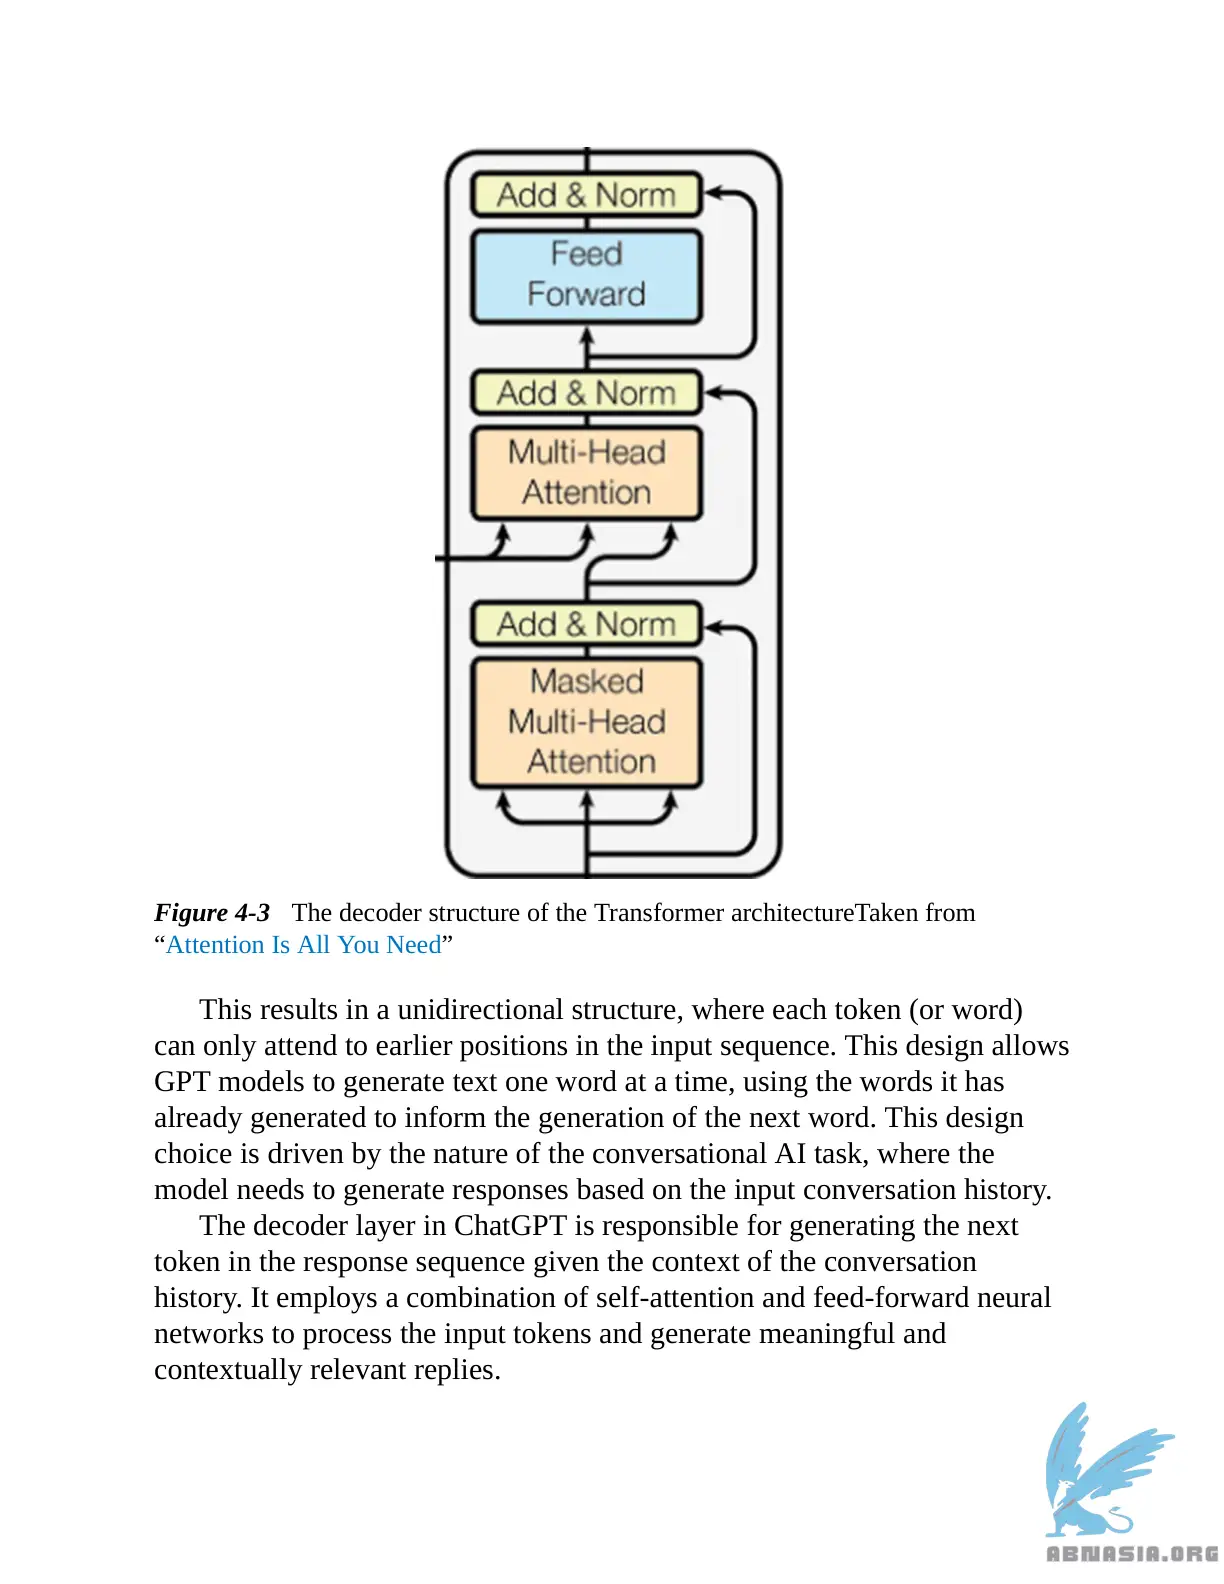 Add & Norm
Feed
Forward
Add & Norm
Multi-Head
Attention
Add & Norm
Masked
Multi-Head
Attention
Figure 4-3 The decoder structure of the Transformer architectureTaken from
“Attention Is All You Need”
This results in a unidirectional structure, where each token (or word)
can only attend to earlier positions in the input sequence. This design allows
GPT models to generate text one word at a time, using the words it has
already generated to inform the generation of the next word. This design
choice is driven by the nature of the conversational AI task, where the
model needs to generate responses based on the input conversation history.
The decoder layer in ChatGPT is responsible for generating the next
token in the response sequence given the context of the conversation
history. It employs a combination of self-attention and feed-forward neural
networks to process the input tokens and generate meaningful and
contextually relevant replies.
ABNASIA.ORG